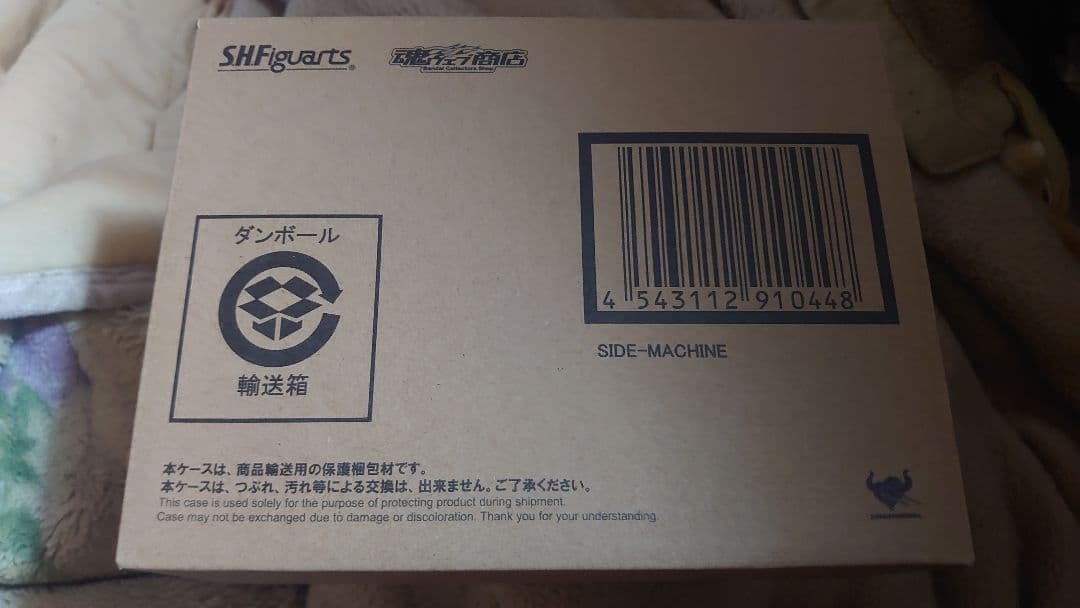 S.H.Figuarts®
魂ウェブ商店
Bandai Collectors Shop
ダンボール
輸送箱
4 543112 910448
SIDE-MACHINE
本ケースは、商品輸送用の保護梱包材です。
本ケースは、つぶれ、汚れ等による交換は、出来ません。ご了承ください。
This case is used solely for the purpose of protecting product during shipment.
Case may not be exchanged due to damage or discoloration. Thank you for your understanding.